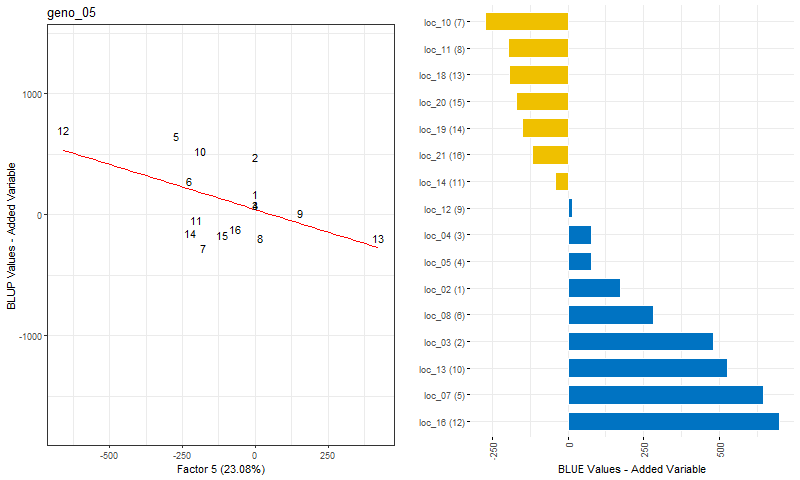 geno_05
BLUP Values - Added Variable
1000
0
-1000
12
5
10
2
6
1
3
4
9
11
14
16
15
8
7
13
-500
-250
0
250
Factor 5 (23.08%)
loc_10 (7)
loc_11 (8)
loc_18 (13)
loc_20 (15)
loc_19 (14)
loc_21 (16)
loc_14 (11)
loc_12 (9)
loc_04 (3)
loc_05 (4)
loc_02 (1)
loc_08 (6)
loc_03 (2)
loc_13 (10)
loc_07 (5)
loc_16 (12)
-250
0
250
500
BLUE Values - Added Variable